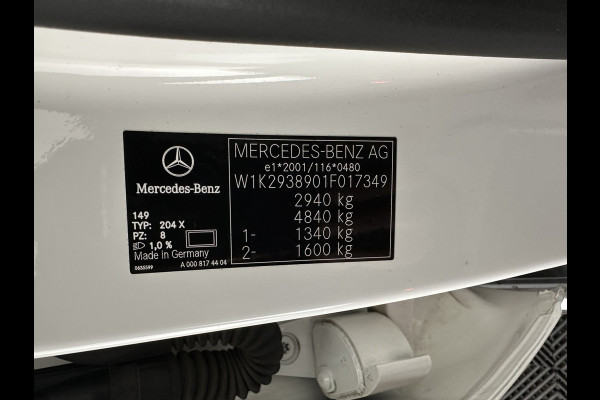 Mercedes-Benz
149
TYP: 204 X
PZ: 8
1,0 %
Made in Germany
0635599
A 000 817 44 04
MERCEDES-BENZ AG
e1*2001/116*0480
W1K2938901F017349
2940 kg
4840 kg
1- 1340 kg
2- 1600 kg